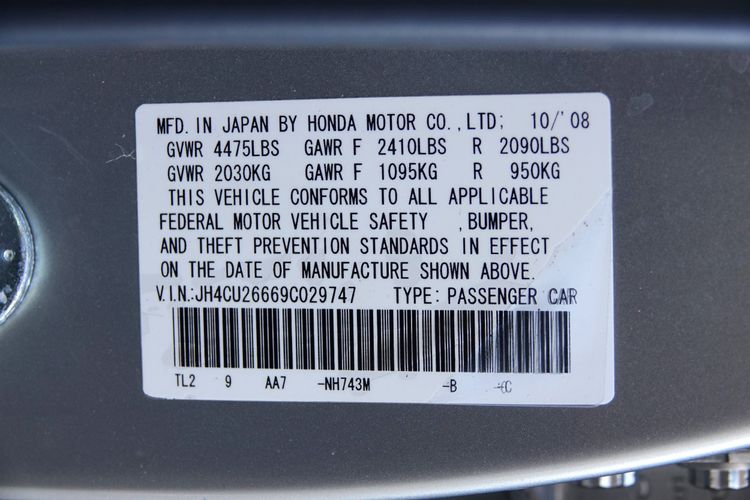 MFD. IN JAPAN BY HONDA MOTOR CO.,LTD; 10/'08
GVWR 4475LBS GAWR F 2410LBS R 2090LBS
GVWR 2030KG GAWR F 1095KG R 950KG
THIS VEHICLE CONFORMS TO ALL APPLICABLE
FEDERAL MOTOR VEHICLE SAFETY ,BUMPER,
AND THEFT PREVENTION STANDARDS IN EFFECT
ON THE DATE OF MANUFACTURE SHOWN ABOVE.
V.I.N.:JH4CU26669C029747 TYPE: PASSENGER CAR
TL2 9 AA7 -NH743M -B -C